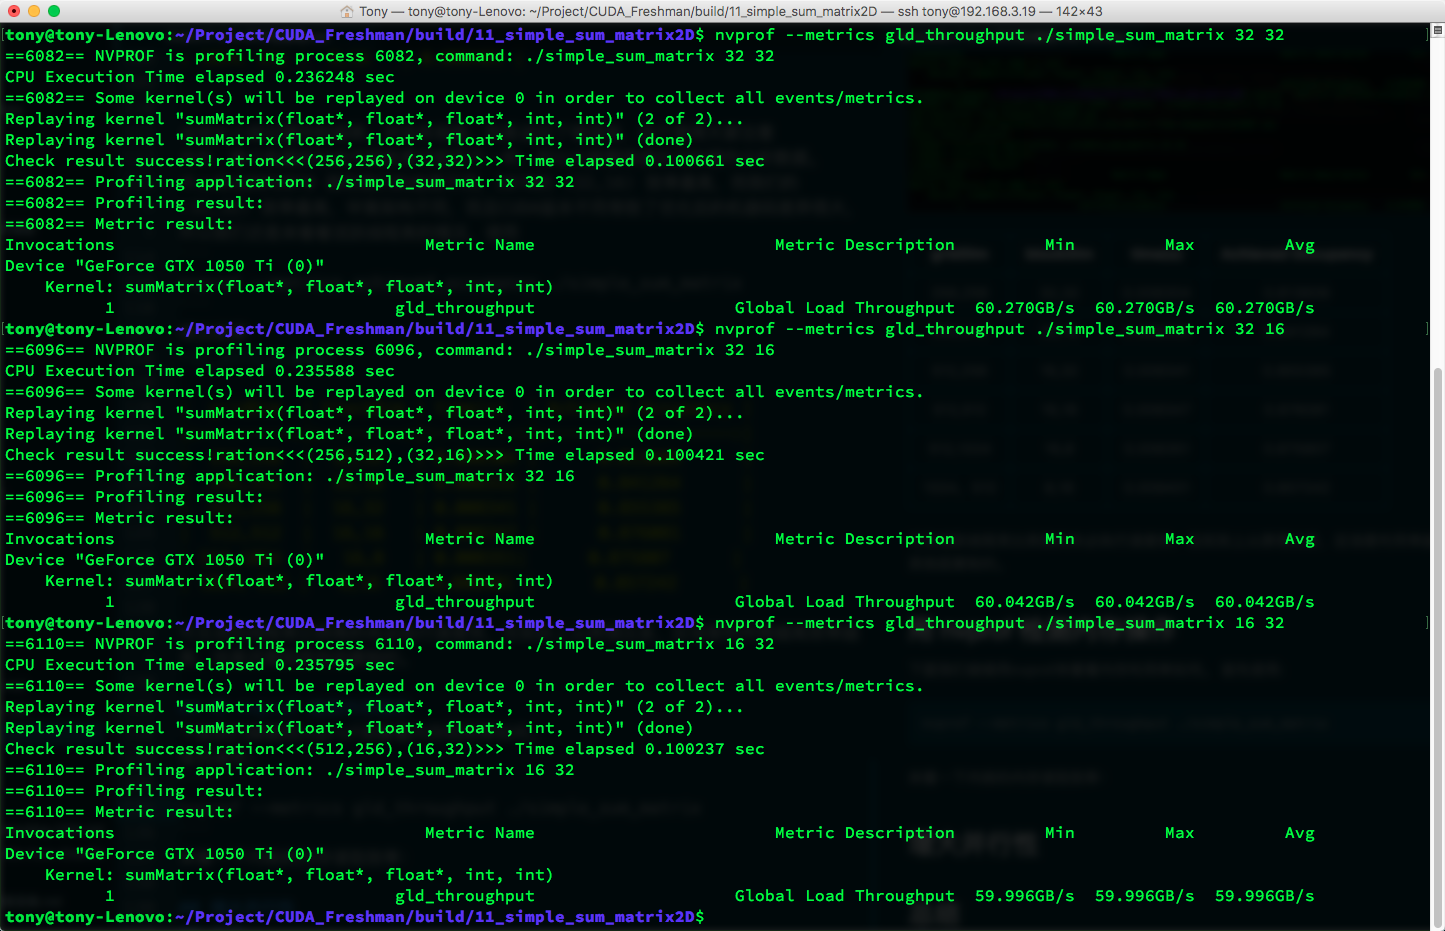 Tony — tony@tony-Lenovo: ~/Project/CUDA_Freshman/build/11_simple_sum_matrix2D — ssh tony@192.168.3.19 — 142×43
[tony@tony-Lenovo:~/Project/CUDA_Freshman/build/11_simple_sum_matrix2D$ nvprof --metrics gld_throughput ./simple_sum_matrix 32 32 ]
==6082== NVPROF is profiling process 6082, command: ./simple_sum_matrix 32 32
CPU Execution Time elapsed 0.236248 sec
==6082== Some kernel(s) will be replayed on device 0 in order to collect all events/metrics.
Replaying kernel "sumMatrix(float*, float*, float*, int, int)" (2 of 2)...
Replaying kernel "sumMatrix(float*, float*, float*, int, int)" (done)
Check result success!ration<<<(256,256),(32,32)>>> Time elapsed 0.100661 sec
==6082== Profiling application: ./simple_sum_matrix 32 32
==6082== Profiling result:
==6082== Metric result:
Invocations Metric Name Metric Description Min Max Avg
Device "GeForce GTX 1050 Ti (0)"
Kernel: sumMatrix(float*, float*, float*, int, int)
1 gld_throughput Global Load Throughput 60.270GB/s 60.270GB/s 60.270GB/s
[tony@tony-Lenovo:~/Project/CUDA_Freshman/build/11_simple_sum_matrix2D$ nvprof --metrics gld_throughput ./simple_sum_matrix 32 16 ]
==6096== NVPROF is profiling process 6096, command: ./simple_sum_matrix 32 16
CPU Execution Time elapsed 0.235588 sec
==6096== Some kernel(s) will be replayed on device 0 in order to collect all events/metrics.
Replaying kernel "sumMatrix(float*, float*, float*, int, int)" (2 of 2)...
Replaying kernel "sumMatrix(float*, float*, float*, int, int)" (done)
Check result success!ration<<<(256,512),(32,16)>>> Time elapsed 0.100421 sec
==6096== Profiling application: ./simple_sum_matrix 32 16
==6096== Profiling result:
==6096== Metric result:
Invocations Metric Name Metric Description Min Max Avg
Device "GeForce GTX 1050 Ti (0)"
Kernel: sumMatrix(float*, float*, float*, int, int)
1 gld_throughput Global Load Throughput 60.042GB/s 60.042GB/s 60.042GB/s
[tony@tony-Lenovo:~/Project/CUDA_Freshman/build/11_simple_sum_matrix2D$ nvprof --metrics gld_throughput ./simple_sum_matrix 16 32 ]
==6110== NVPROF is profiling process 6110, command: ./simple_sum_matrix 16 32
CPU Execution Time elapsed 0.235795 sec
==6110== Some kernel(s) will be replayed on device 0 in order to collect all events/metrics.
Replaying kernel "sumMatrix(float*, float*, float*, int, int)" (2 of 2)...
Replaying kernel "sumMatrix(float*, float*, float*, int, int)" (done)
Check result success!ration<<<(512,256),(16,32)>>> Time elapsed 0.100237 sec
==6110== Profiling application: ./simple_sum_matrix 16 32
==6110== Profiling result:
==6110== Metric result:
Invocations Metric Name Metric Description Min Max Avg
Device "GeForce GTX 1050 Ti (0)"
Kernel: sumMatrix(float*, float*, float*, int, int)
1 gld_throughput Global Load Throughput 59.996GB/s 59.996GB/s 59.996GB/s
tony@tony-Lenovo:~/Project/CUDA_Freshman/build/11_simple_sum_matrix2D$